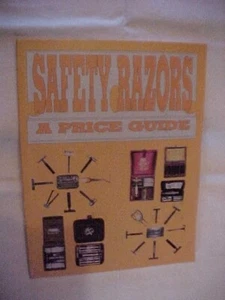 SAFETY RAZORS
A PRICE GUIDE